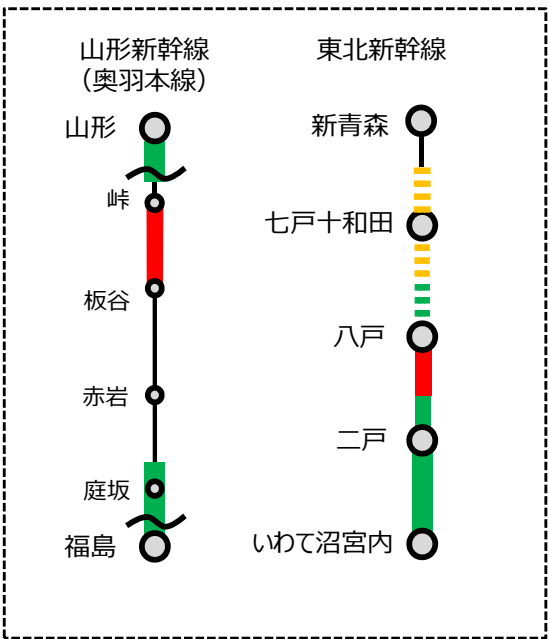 山形新幹線
（奥羽本線）
山形
峠
板谷
赤岩
庭坂
福島
東北新幹線
新青森
七戸十和田
八戸
二戸
いわて沼宮内